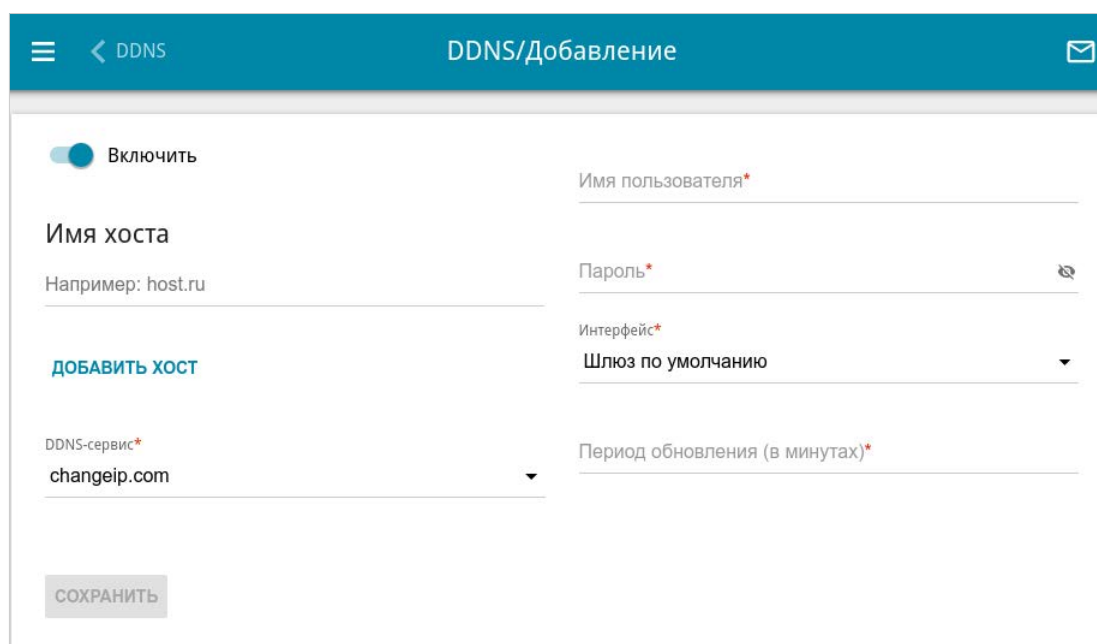 DDNS
DDNS/Добавление
Включить
Имя хоста
Например: host.ru
ДОБАВИТЬ ХОСТ
DDNS-сервис*
changeip.com
СОХРАНИТЬ
Имя пользователя*
Пароль*
Интерфейс*
Шлюз по умолчанию
Период обновления (в минутах)*